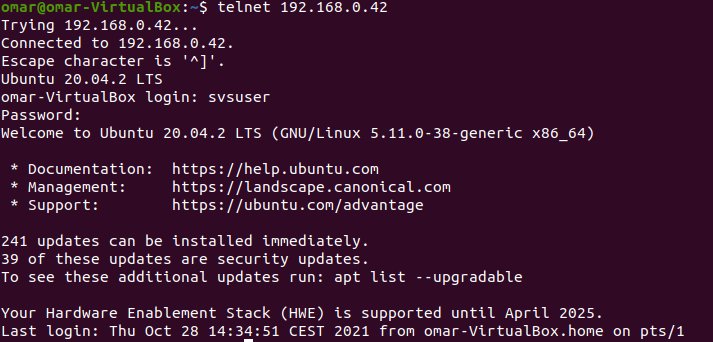 omar@omar-VirtualBox:~$ telnet 192.168.0.42
Trying 192.168.0.42...
Connected to 192.168.0.42.
Escape character is '^]'.
Ubuntu 20.04.2 LTS
omar-VirtualBox login: svsuser
Password:
Welcome to Ubuntu 20.04.2 LTS (GNU/Linux 5.11.0-38-generic x86_64)

 * Documentation:  https://help.ubuntu.com
 * Management:     https://landscape.canonical.com
 * Support:        https://ubuntu.com/advantage

241 updates can be installed immediately.
39 of these updates are security updates.
To see these additional updates run: apt list --upgradable

Your Hardware Enablement Stack (HWE) is supported until April 2025.
Last login: Thu Oct 28 14:34:51 CEST 2021 from omar-VirtualBox.home on pts/1